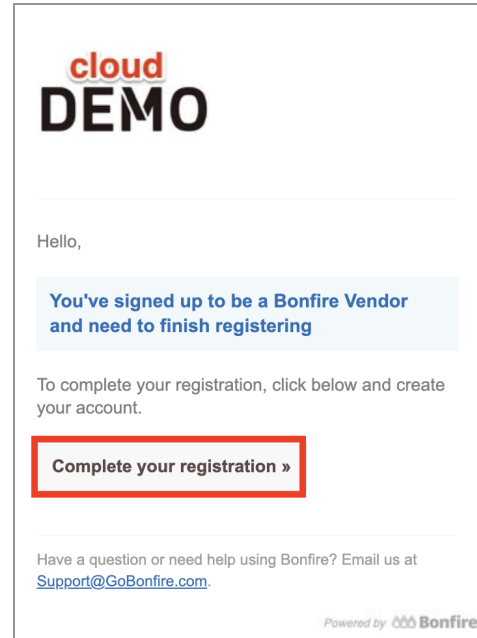 cloud
DEMO
Hello,
You've signed up to be a Bonfire Vendor
and need to finish registering
To complete your registration, click below and create
your account.
Complete your registration »
Have a question or need help using Bonfire? Email us at
Support@GoBonfire.com.
Powered by Bonfire